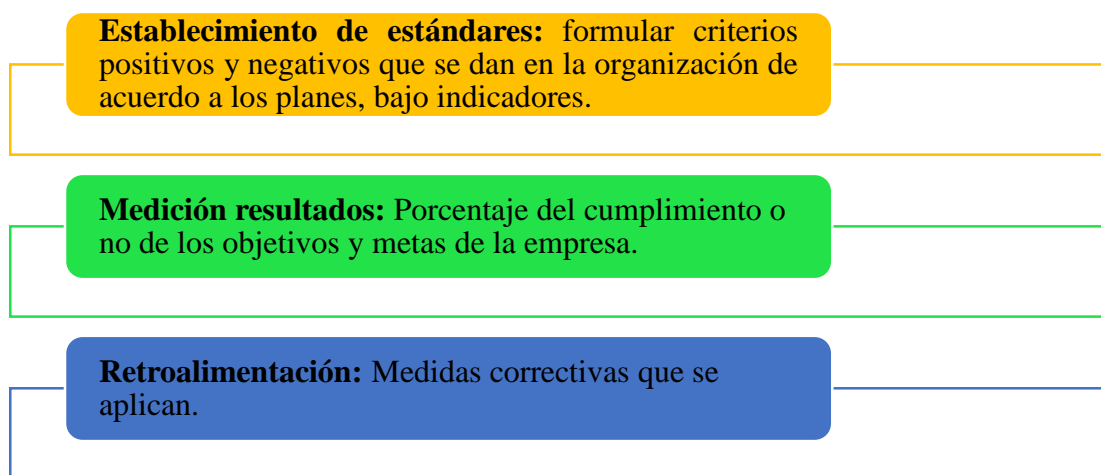 Establecimiento de estándares: formular criterios
positivos y negativos que se dan en la organización de
acuerdo a los planes, bajo indicadores.
Medición resultados: Porcentaje del cumplimiento o
no de los objetivos y metas de la empresa.
Retroalimentación: Medidas correctivas que se
aplican.